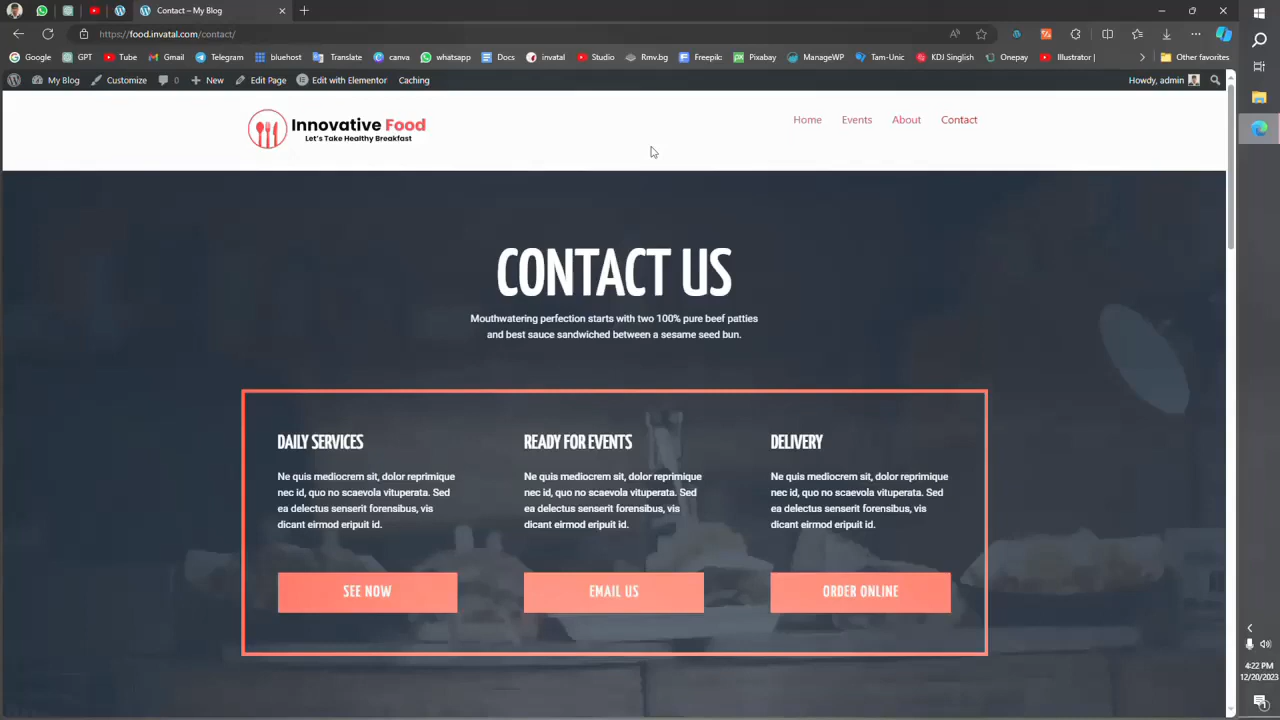 Contact – My Blog
https://food.invatal.com/contact/
Google GPT Tube Gmail Telegram bluehost Translate canva whatsapp Docs invatal Studio Rmv.bg Freepik Pixabay ManageWP Tam-Unic KDJ Singlish Onepay Illustrator | Other favorites
My Blog Customize 0 New Edit Page Edit with Elementor Caching Howdy, admin
Innovative Food
Let's Take Healthy Breakfast
Home Events About Contact
CONTACT US
Mouthwatering perfection starts with two 100% pure beef patties
and best sauce sandwiched between a sesame seed bun.
DAILY SERVICES
Ne quis mediocrem sit, dolor reprimique
nec id, quo no scaevola vituperata. Sed
ea delectus senserit forensibus, vis
dicant eirmod eripuit id.
SEE NOW
READY FOR EVENTS
Ne quis mediocrem sit, dolor reprimique
nec id, quo no scaevola vituperata. Sed
ea delectus senserit forensibus, vis
dicant eirmod eripuit id.
EMAIL US
DELIVERY
Ne quis mediocrem sit, dolor reprimique
nec id, quo no scaevola vituperata. Sed
ea delectus senserit forensibus, vis
dicant eirmod eripuit id.
ORDER ONLINE
4:22 PM
12/20/2023